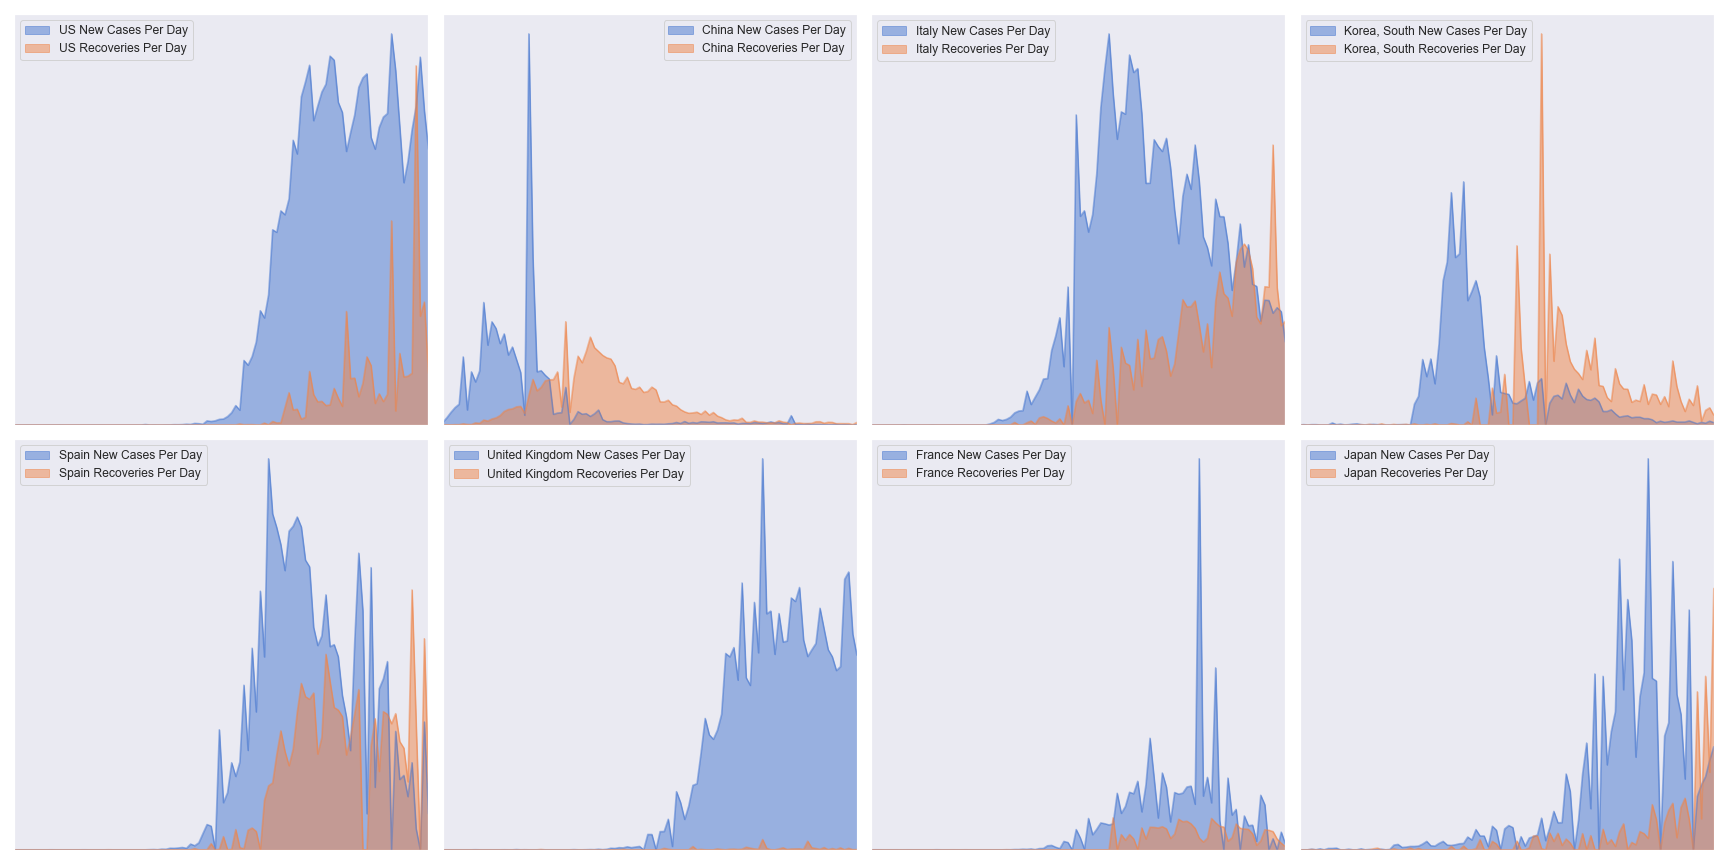 US New Cases Per Day
US Recoveries Per Day
China New Cases Per Day
China Recoveries Per Day
Italy New Cases Per Day
Italy Recoveries Per Day
Korea, South New Cases Per Day
Korea, South Recoveries Per Day
Spain New Cases Per Day
Spain Recoveries Per Day
United Kingdom New Cases Per Day
United Kingdom Recoveries Per Day
France New Cases Per Day
France Recoveries Per Day
Japan New Cases Per Day
Japan Recoveries Per Day